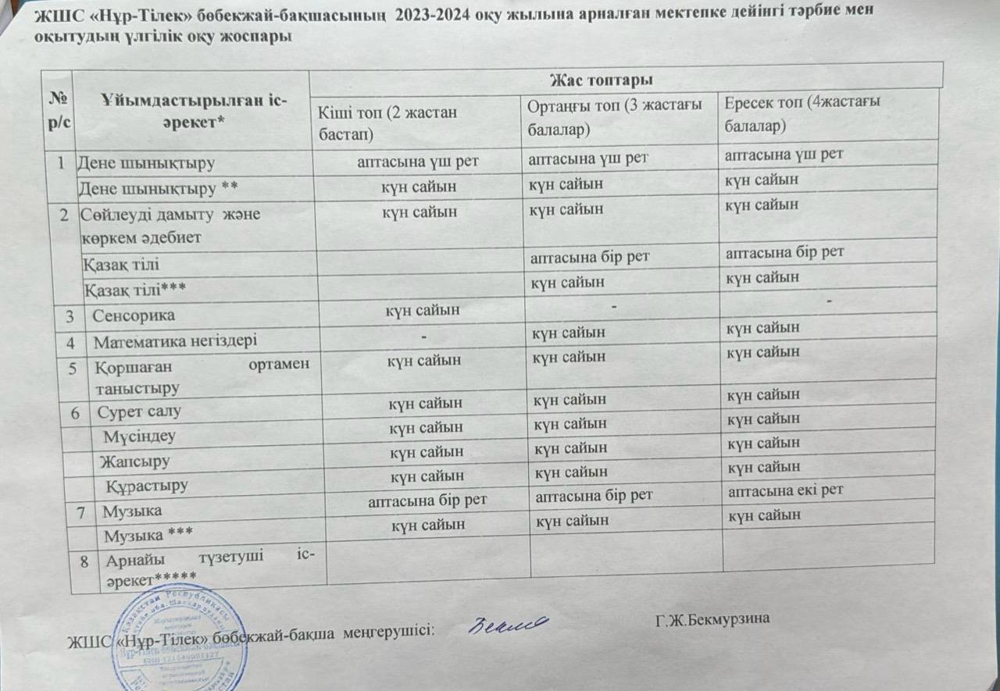 ЖШС «Нұр-Тілек» бөбекжай-бақшасының 2023-2024 оқу жылына арналған мектепке дейінгі тәрбие мен
оқытудың үлгілік оқу жоспары
№ р/с
Ұйымдастырылған іс-әрекет*
Жас топтары
Кіші топ (2 жастан бастап)
Ортаңғы топ (3 жастағы балалар)
Ересек топ (4жастағы балалар)
1 Дене шынықтыру аптасына үш рет аптасына үш рет аптасына үш рет
Дене шынықтыру ** күн сайын күн сайын күн сайын
2 Сөйлеуді дамыту және күн сайын күн сайын күн сайын
көркем әдебиет
Қазақ тілі аптасына бір рет аптасына бір рет
Қазақ тілі*** күн сайын күн сайын
3 Сенсорика күн сайын - -
4 Математика негіздері - күн сайын күн сайын
5 Қоршаған ортамен күн сайын күн сайын күн сайын
таныстыру
6 Сурет салу күн сайын күн сайын күн сайын
Мүсіндеу күн сайын күн сайын күн сайын
Жапсыру күн сайын күн сайын күн сайын
Құрастыру күн сайын күн сайын күн сайын
7 Музыка аптасына бір рет аптасына бір рет аптасына екі рет
Музыка *** күн сайын күн сайын күн сайын
8 Арнайы түзетуші іс-
әрекет*****
ЖШС «Нұр-Тілек» бөбекжай-бақша меңгерушісі: Г.Ж.Бекмурзина
Қазақстан Республикасы